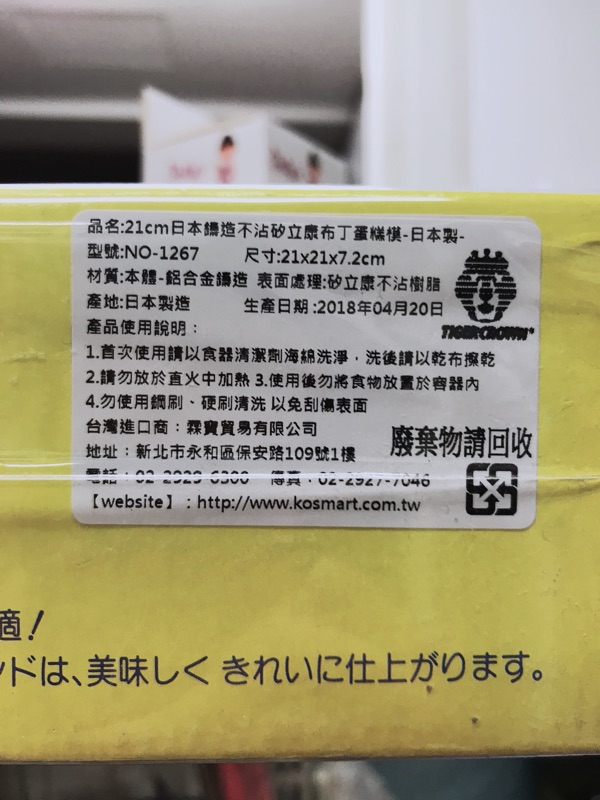 品名:21cm日本鑄造不沾矽立康布丁蛋糕模-日本製-
型號:NO-1267 尺寸:21x21x7.2cm
材質:本體-鋁合金鑄造 表面處理:矽立康不沾樹脂
產地:日本製造 生產日期:2018年04月20日
TIGERCROWN®
產品使用說明：
1.首次使用請以食器清潔劑海綿洗淨，洗後請以乾布擦乾
2.請勿放於直火中加熱 3.使用後勿將食物放置於容器內
4.勿使用鋼刷、硬刷清洗 以免刮傷表面
台灣進口商：霖寶貿易有限公司
地址：新北市永和區保安路109號1樓
廢棄物請回收
電話：02-2929-6300 傳真：02-2927-7046
【website】：http://www.kosmart.com.tw
適！
ドは、美味しく きれいに仕上がります。